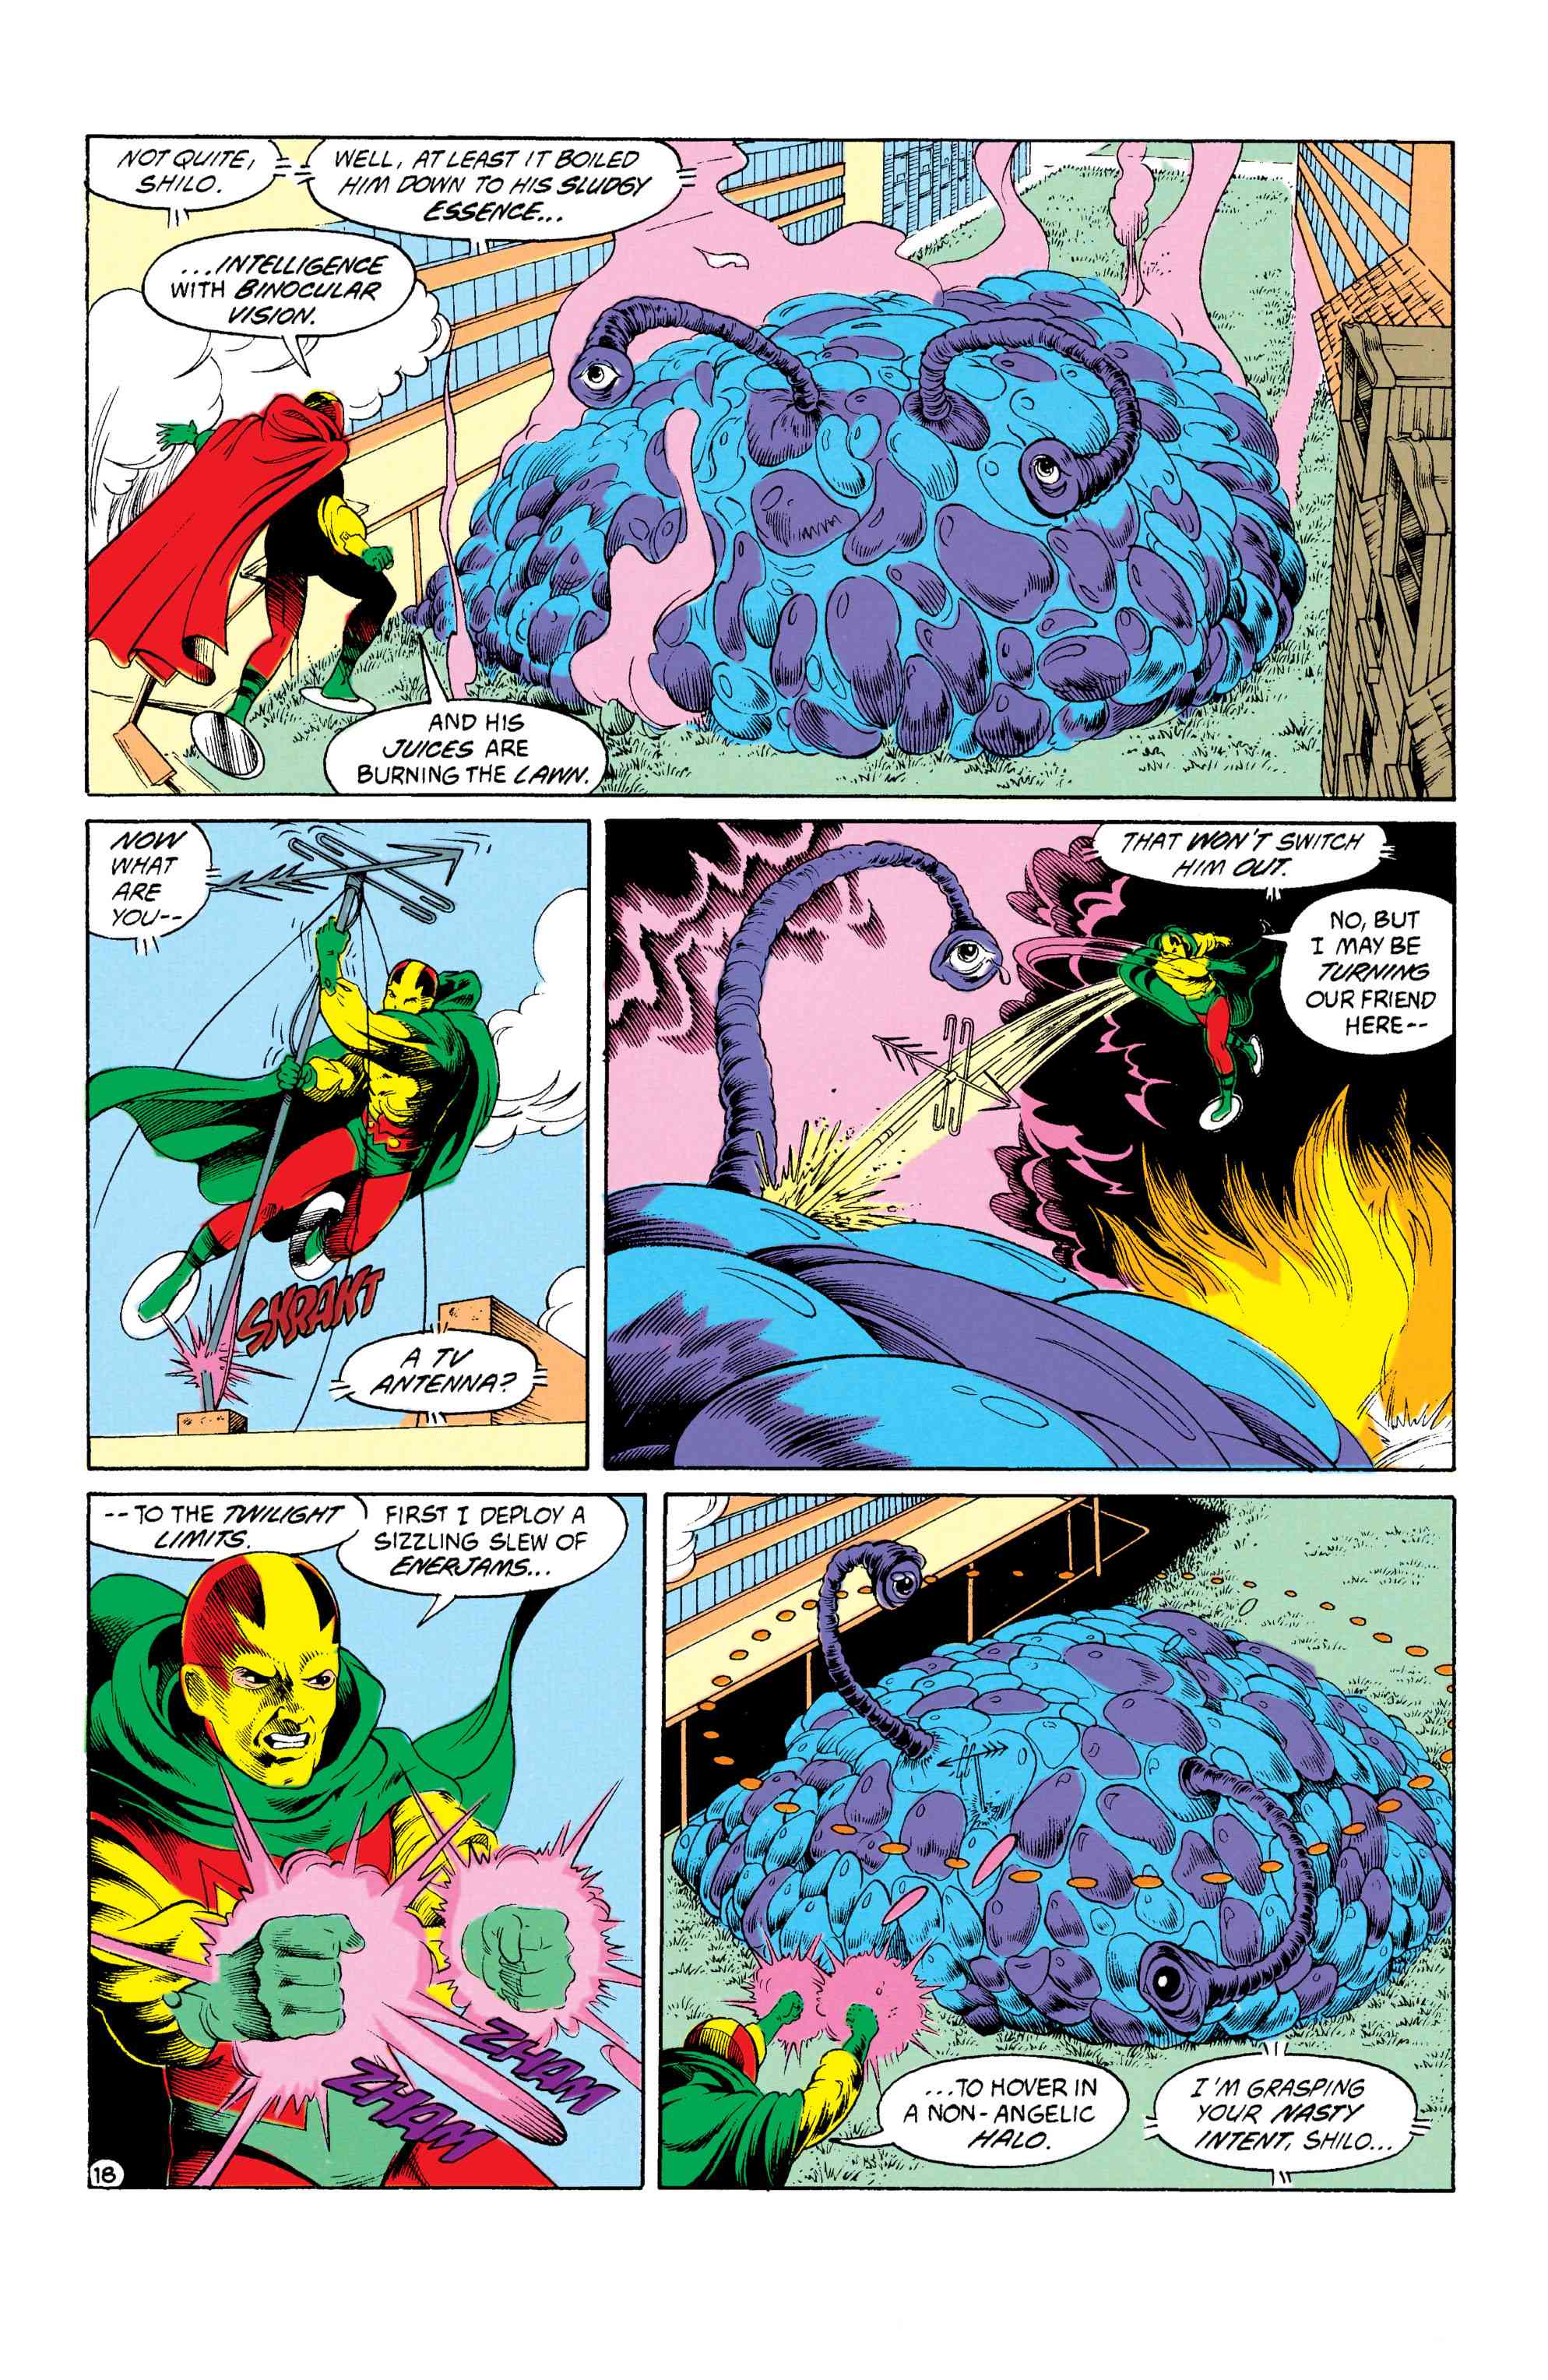 NOT QUITE,
SHILO.
WELL, AT LEAST IT BOILED
HIM DOWN TO HIS SLUDGY
ESSENCE...
...INTELLIGENCE
WITH BINOCULAR
VISION.
AND HIS
JUICES ARE
BURNING THE LAWN.
NOW
WHAT
ARE
YOU--
SHRAKT
A TV
ANTENNA?
THAT WON'T SWITCH
HIM OUT.
NO, BUT
I MAY BE
TURNING
OUR FRIEND
HERE--
--TO THE TWILIGHT
LIMITS.
FIRST I DEPLOY A
SIZZLING SLEW OF
ENERJAMS...
ZHAM
ZHAM
18
...TO HOVER IN
A NON-ANGELIC
HALO.
I'M GRASPING
YOUR NASTY
INTENT, SHILO...